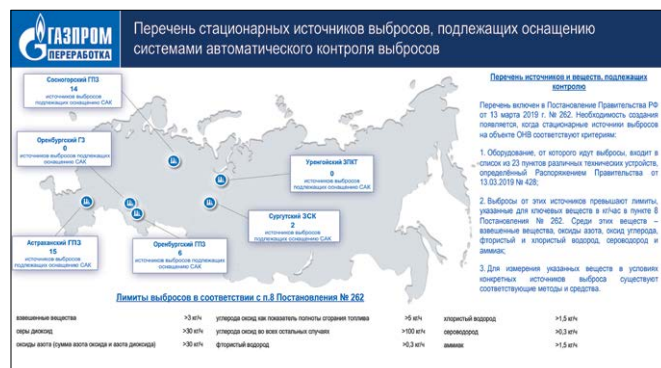 ГАЗПРОМ
ПЕРЕРАБОТКА
Перечень стационарных источников выбросов, подлежащих оснащению
системами автоматического контроля выбросов
Сосногорский ГПЗ
14
источников выбросов
подлежащих оснащению САК
Оренбургский ГЗ
0
источников выбросов подлежащих
оснащению САК
Уренгойский ЗПКТ
0
источников выбросов
подлежащих оснащению САК
Астраханский ГПЗ
15
источников выбросов
подлежащих оснащению САК
Оренбургский ГПЗ
6
источников выбросов
подлежащих оснащению САК
Сургутский ЗСК
2
источников выбросов
подлежащих оснащению САК
Перечень источников и веществ, подлежащих
контролю
Перечень включен в Постановление Правительства РФ
от 13 марта 2019 г. № 262. Необходимость создания
появляется, когда стационарные источники выбросов
на объекте ОНВ соответствуют критериям:
1. Оборудование, от которого идут выбросы, входит в
список из 23 пунктов различных технических устройств,
определённый Распоряжением Правительства от
13.03.2019 № 428;
2. Выбросы от этих источников превышают лимиты,
указанные для ключевых веществ в кг/час в пункте 8
Постановления № 262. Среди этих веществ –
взвешенные вещества, оксиды азота, оксид углерода,
фтористый и хлористый водород, сероводород и
аммиак;
3. Для измерения указанных веществ в условиях
конкретных источников выброса существуют
соответствующие методы и средства.
Лимиты выбросов в соответствии с п.8 Постановления № 262
взвешенные вещества >3 кг/ч углерода оксид как показатель полноты сгорания топлива >5 кг/ч хлористый водород >1,5 кг/ч
серы диоксид >30 кг/ч углерода оксид во всех остальных случаях >100 кг/ч сероводород >0,3 кг/ч
оксиды азота (сумма азота оксида и азота диоксида) >30 кг/ч фтористый водород >0,3 кг/ч аммиак >1,5 кг/ч